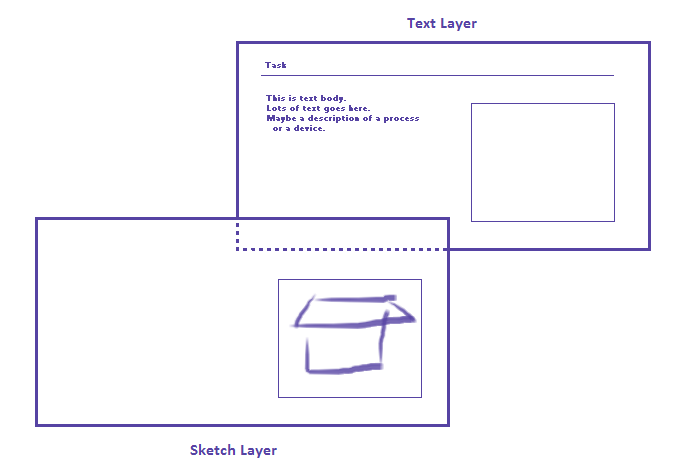 Text Layer
Task
This is text body.
Lots of text goes here.
Maybe a description of a process
or a device.
Sketch Layer